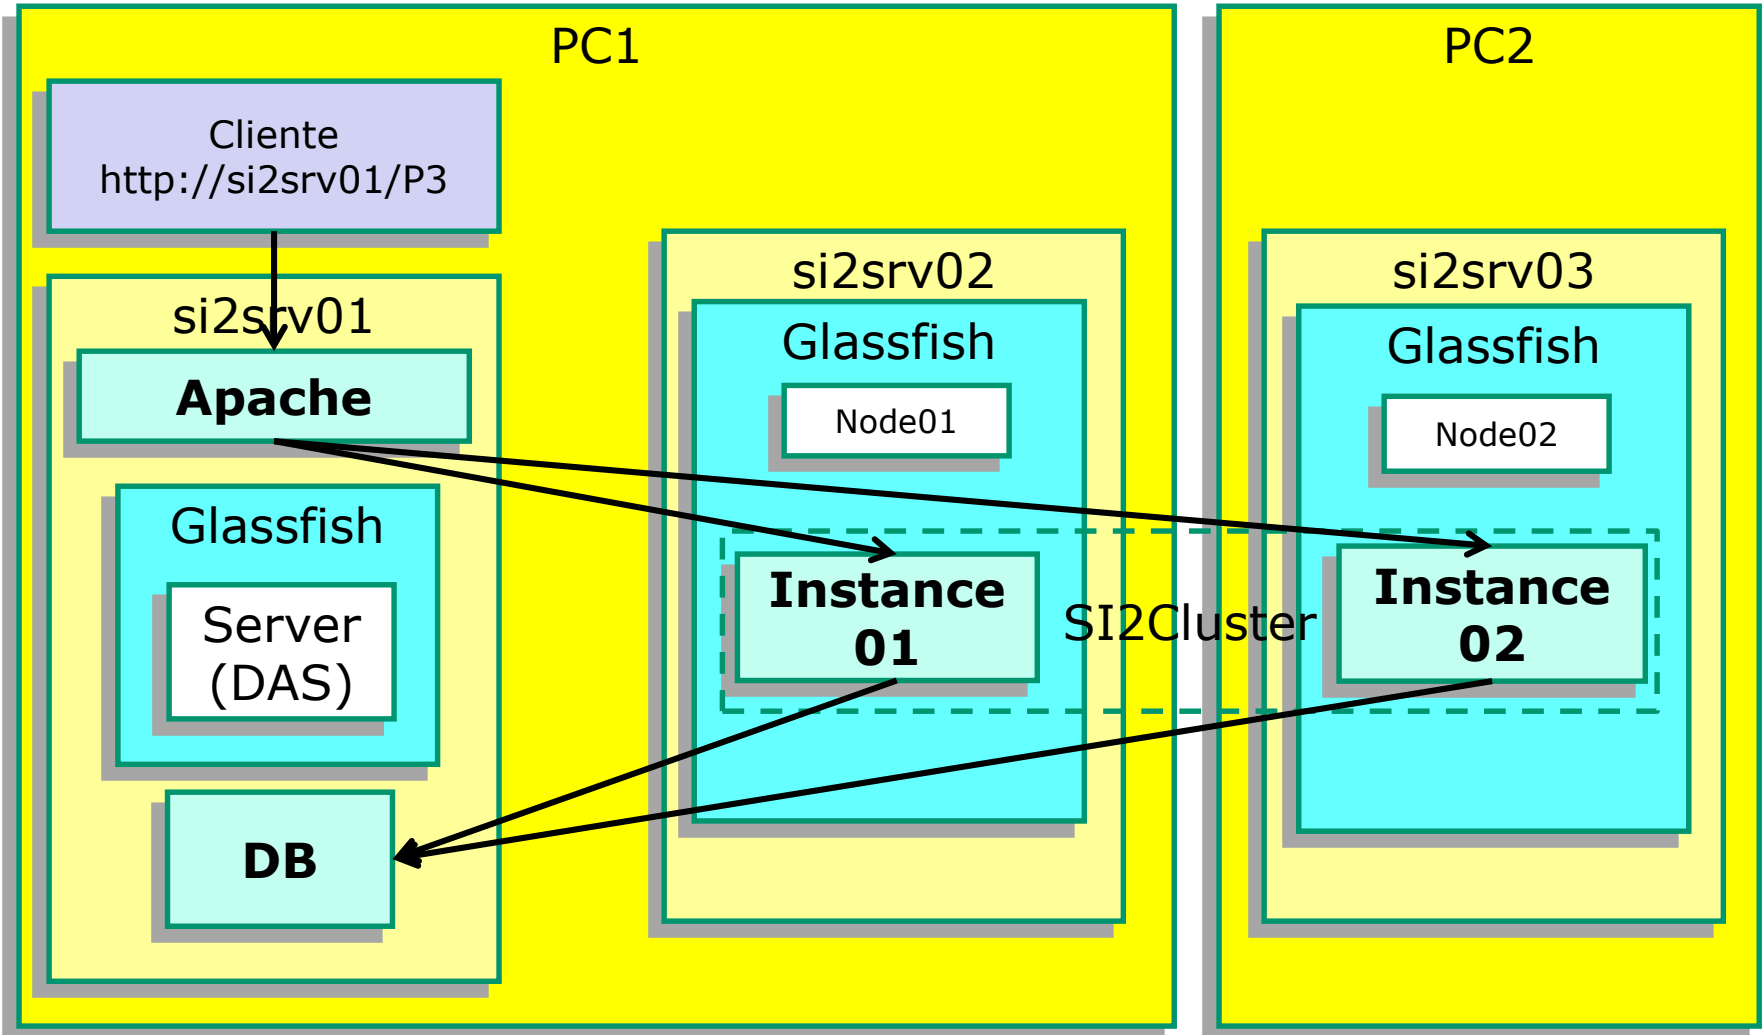 PC1
Cliente
http://si2srv01/P3
si2srv01
Apache
Glassfish
Server
(DAS)
DB
si2srv02
Glassfish
Node01
Instance
01
SI2Cluster
PC2
si2srv03
Glassfish
Node02
Instance
02